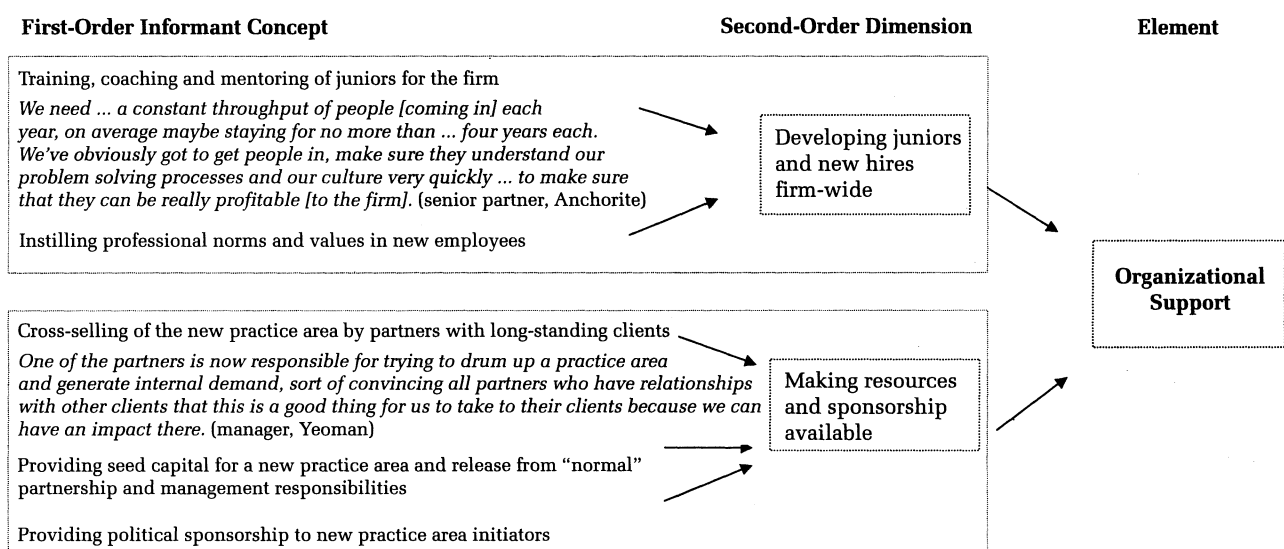 First-Order Informant Concept
Second-Order Dimension
Element
Training, coaching and mentoring of juniors for the firm
We need ... a constant throughput of people [coming in] each
year, on average maybe staying for no more than ... four years each.
We've obviously got to get people in, make sure they understand our
problem solving processes and our culture very quickly ... to make sure
that they can be really profitable [to the firm]. (senior partner, Anchorite)
Instilling professional norms and values in new employees
Developing juniors
and new hires
firm-wide
Cross-selling of the new practice area by partners with long-standing clients
One of the partners is now responsible for trying to drum up a practice area
and generate internal demand, sort of convincing all partners who have relationships
with other clients that this is a good thing for us to take to their clients because we can
have an impact there. (manager, Yeoman)
Providing seed capital for a new practice area and release from “normal”
partnership and management responsibilities
Providing political sponsorship to new practice area initiators
Making resources
and sponsorship
available
Organizational
Support